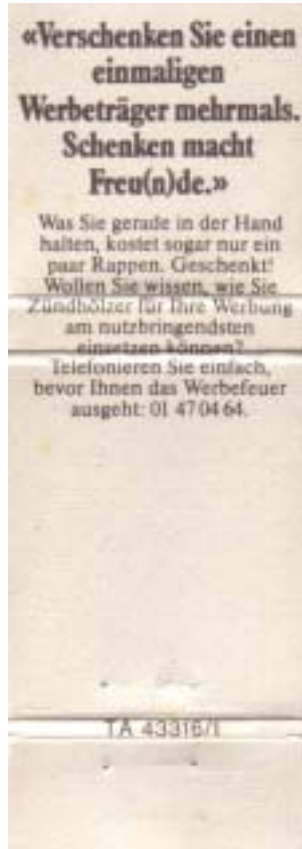 «Verschenken Sie einen
einmaligen
Werbeträger mehrmals.
Schenken macht
Freu(n)de.»
Was Sie gerade in der Hand
halten, kostet sogar nur ein
paar Rappen. Geschenkt!
Wollen Sie wissen, wie Sie
Zündhölzer für Ihre Werbung
am nutzbringendsten
einsetzen können?
Telefonieren Sie einfach,
bevor Ihnen das Werbefeuer
ausgeht: 01 47 04 64.
TA 43316/1